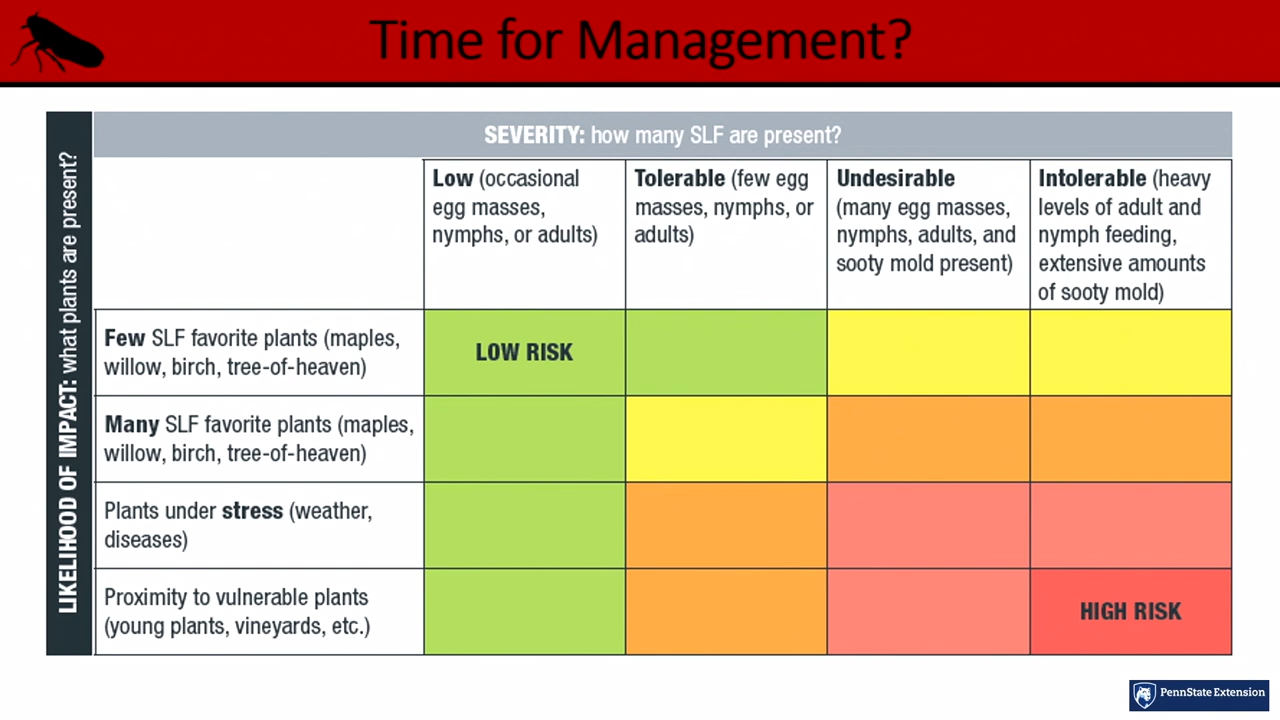 Time for Management?
SEVERITY: how many SLF are present?
LIKELIHOOD OF IMPACT: what plants are present?
Low (occasional
egg masses,
nymphs, or adults)
Tolerable (few egg
masses, nymphs, or
adults)
Undesirable
(many egg masses,
nymphs, adults, and
sooty mold present)
Intolerable (heavy
levels of adult and
nymph feeding,
extensive amounts
of sooty mold)
Few SLF favorite plants (maples,
willow, birch, tree-of-heaven)
LOW RISK
Many SLF favorite plants (maples,
willow, birch, tree-of-heaven)
Plants under stress (weather,
diseases)
Proximity to vulnerable plants
(young plants, vineyards, etc.)
HIGH RISK
PennState Extension